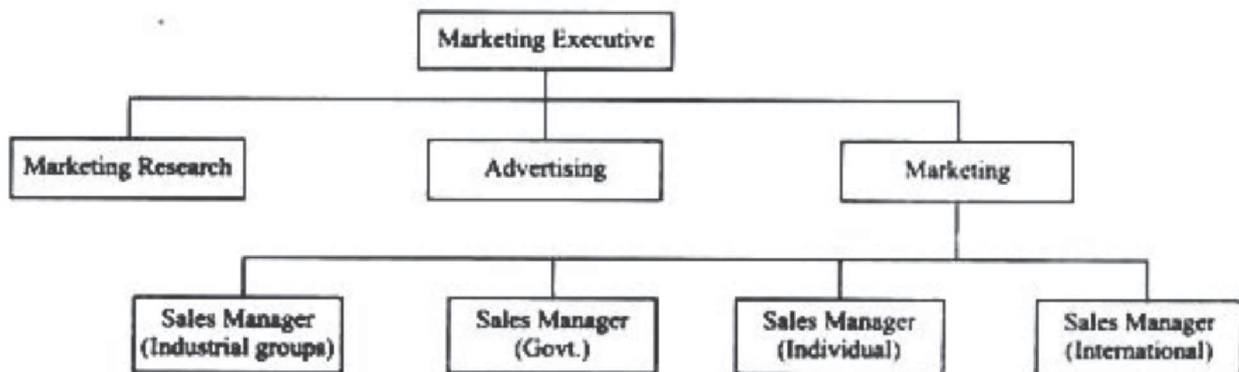 Marketing Executive
Marketing Research
Advertising
Marketing
Sales Manager
(Industrial groups)
Sales Manager
(Govt.)
Sales Manager
(Individual)
Sales Manager
(International)